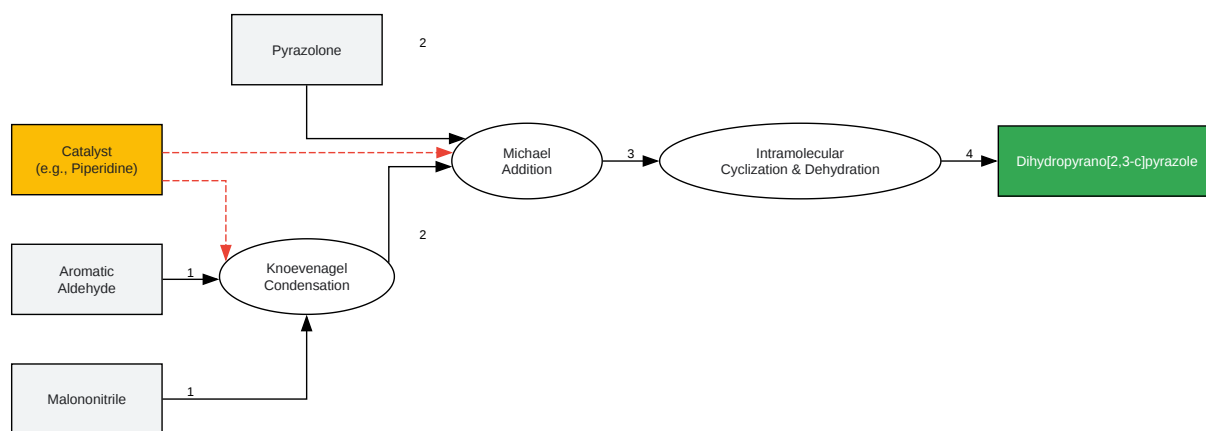 Pyrazolone
2
Catalyst
(e.g., Piperidine)
Michael
Addition
3
Intramolecular
Cyclization & Dehydration
4
Dihydropyrano[2,3-c]pyrazole
2
Aromatic
Aldehyde
1
Knoevenagel
Condensation
Malononitrile
1